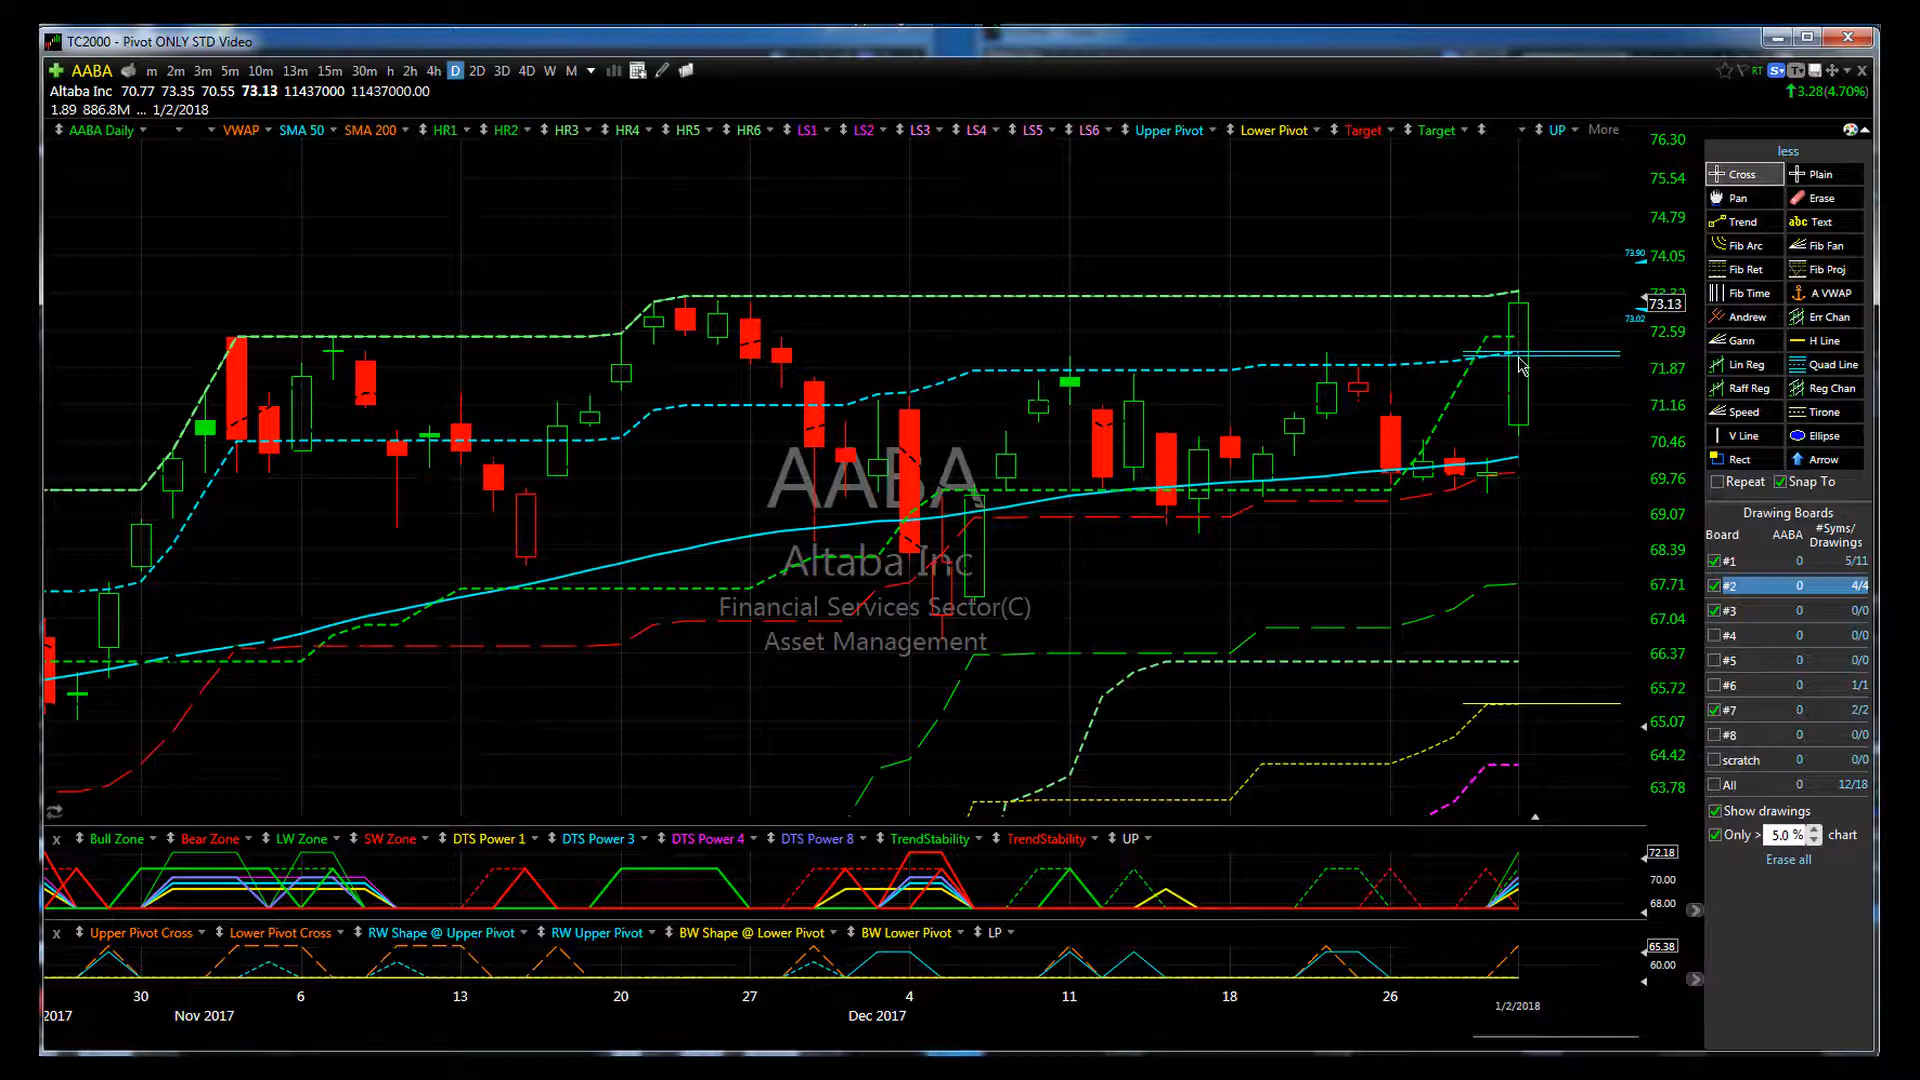 TC2000 - Pivot ONLY STD Video
AABA m 2m 3m 5m 10m 13m 15m 30m h 2h 4h D 2D 3D 4D W M RT S T X
Altaba Inc 70.77 73.35 70.55 73.13 11437000 11437000.00 3.28(4.70%)
1.89 886.8M ... 1/2/2018
AABA Daily VWAP SMA 50 SMA 200 HR1 HR2 HR3 HR4 HR5 HR6 LS1 LS2 LS3 LS4 LS5 LS6 Upper Pivot Lower Pivot Target Target UP More
76.30
75.54
74.79
73.90
74.05
73.13
73.02
72.59
71.87
71.16
70.46
69.76
69.07
68.39
67.71
67.04
66.37
65.72
65.07
64.42
63.78
AABA
Altaba Inc
Financial Services Sector(C)
Asset Management
x Bull Zone Bear Zone LW Zone SW Zone DTS Power 1 DTS Power 3 DTS Power 4 DTS Power 8 TrendStability TrendStability UP
72.18
70.00
68.00
x Upper Pivot Cross Lower Pivot Cross RW Shape @ Upper Pivot RW Upper Pivot BW Shape @ Lower Pivot BW Lower Pivot LP
65.38
60.00
30 6 13 20 27 4 11 18 26 1/2/2018
2017 Nov 2017 Dec 2017
less
Cross Plain
Pan Erase
Trend abc Text
Fib Arc Fib Fan
Fib Ret Fib Proj
Fib Time A VWAP
Andrew Err Chan
Gann H Line
Lin Reg Quad Line
Raff Reg Reg Chan
Speed Tirone
V Line Ellipse
Rect Arrow
Repeat Snap To
Drawing Boards
Board AABA #Syms/
Drawings
#1 0 5/11
#2 0 4/4
#3 0 0/0
#4 0 0/0
#5 0 0/0
#6 0 1/1
#7 0 2/2
#8 0 0/0
scratch 0 0/0
All 0 12/18
Show drawings
Only > 5.0 % chart
Erase all